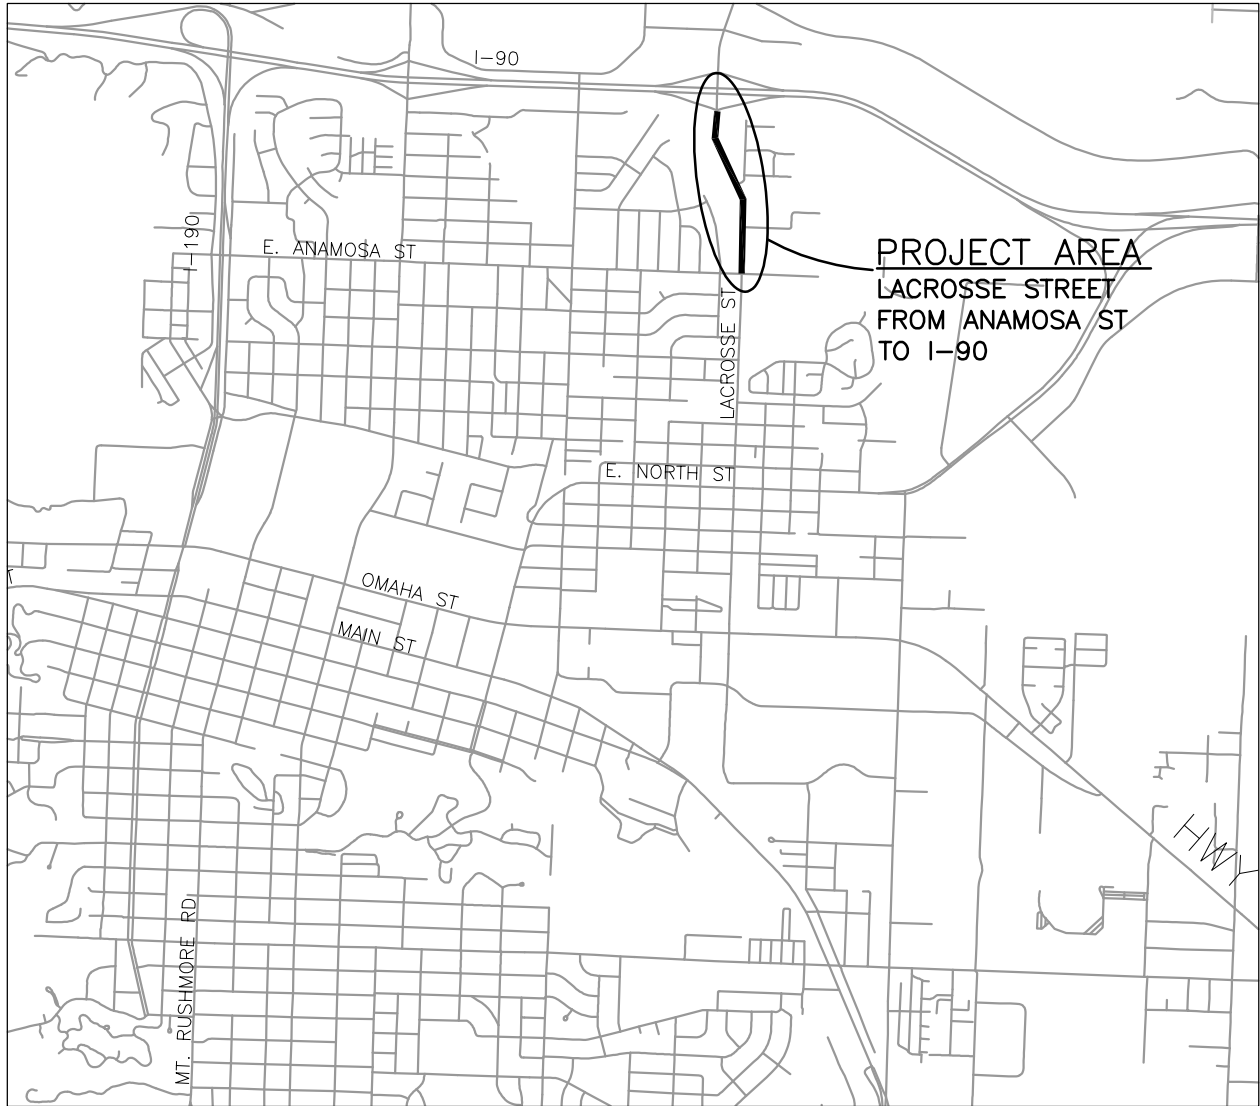 I-90
I-190
E. ANAMOSA ST
PROJECT AREA
LACROSSE STREET
FROM ANAMOSA ST
TO I-90
LACROSSE ST
E. NORTH ST
OMAHA ST
T
MAIN ST
HWY
MT. RUSHMORE RD